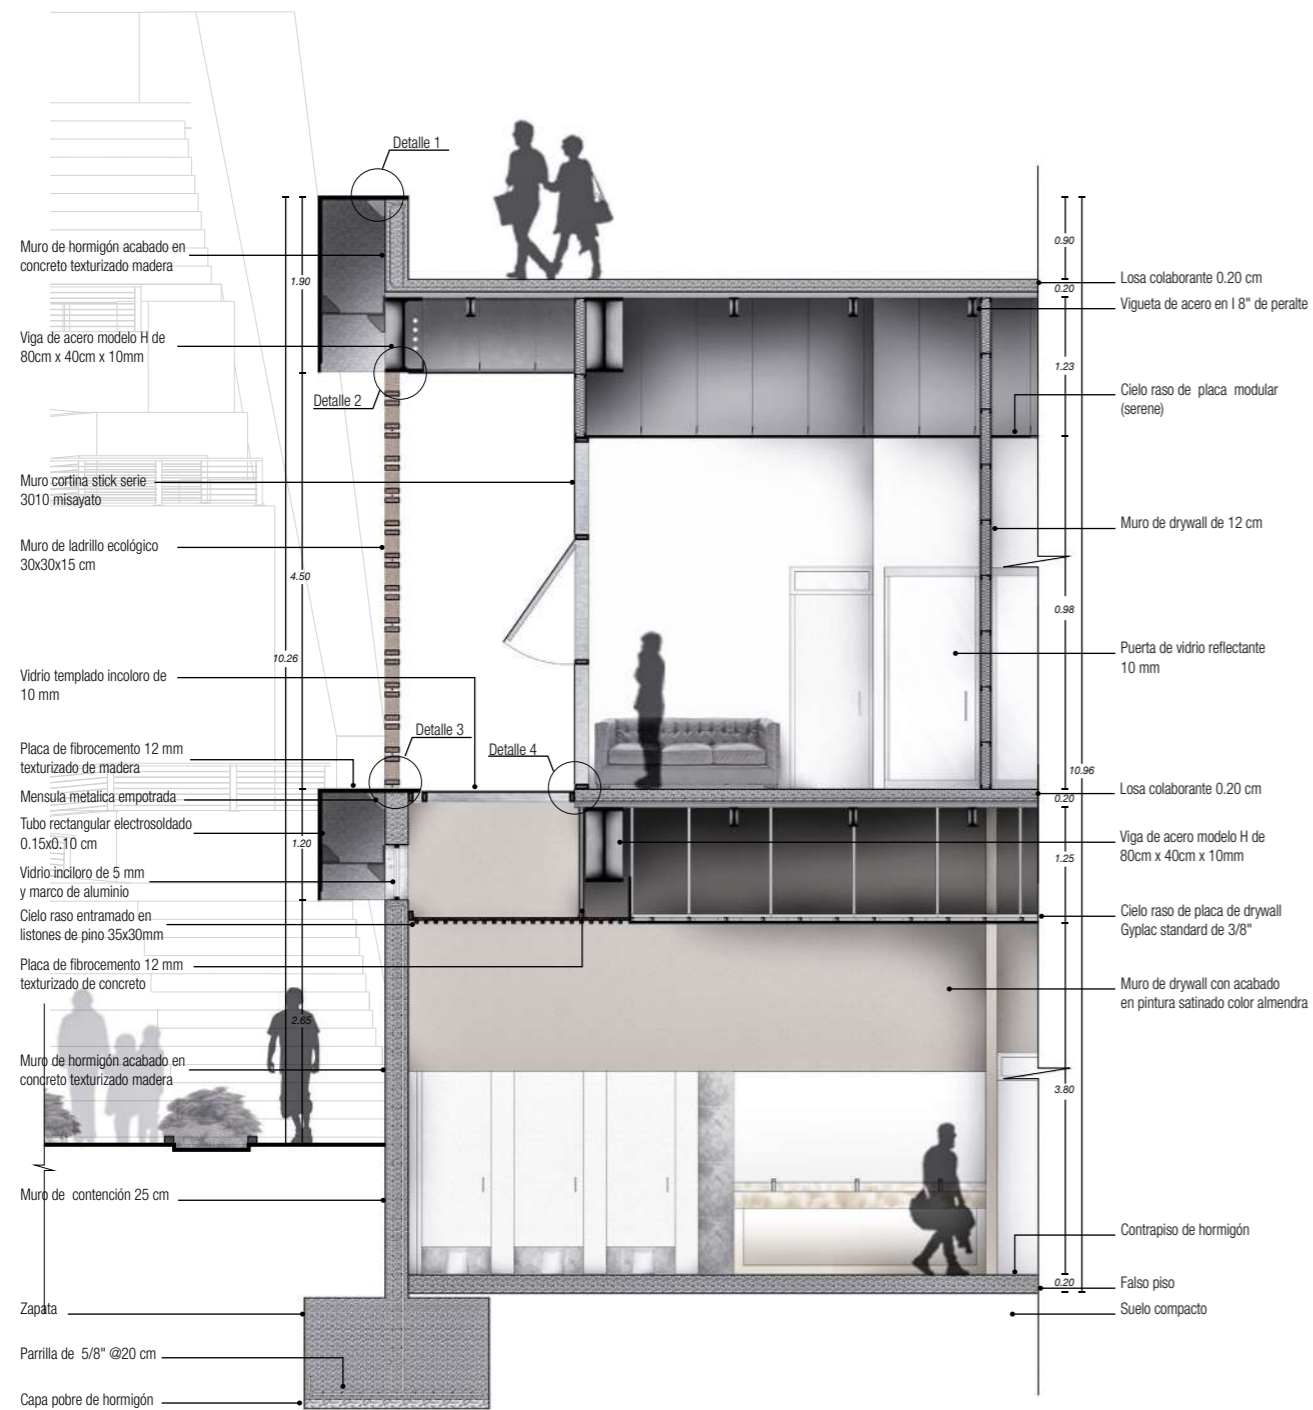 Detalle 1
Muro de hormigón acabado en
concreto texturizado madera
Viga de acero modelo H de
80cm x 40cm x 10mm
Detalle 2
Muro cortina stick serie
3010 misayato
Muro de ladrillo ecológico
30x30x15 cm
Vidrio templado incoloro de
10 mm
Detalle 3
Detalle 4
Placa de fibrocemento 12 mm
texturizado de madera
Mensula metalica empotrada
Tubo rectangular electrosoldado
0.15x0.10 cm
Vidrio inciloro de 5 mm
y marco de aluminio
Cielo raso entramado en
listones de pino 35x30mm
Placa de fibrocemento 12 mm
texturizado de concreto
Muro de hormigón acabado en
concreto texturizado madera
Muro de contención 25 cm
Zapata
Parrilla de 5/8" @20 cm
Capa pobre de hormigón
1.90
4.50
10.26
1.20
2.65
0.90
0.20
1.23
0.98
10.96
0.20
1.25
3.80
0.20
Losa colaborante 0.20 cm
Vigueta de acero en I 8" de peralte
Cielo raso de placa modular
(serene)
Muro de drywall de 12 cm
Puerta de vidrio reflectante
10 mm
Losa colaborante 0.20 cm
Viga de acero modelo H de
80cm x 40cm x 10mm
Cielo raso de placa de drywall
Gyplac standard de 3/8"
Muro de drywall con acabado
en pintura satinado color almendra
Contrapiso de hormigón
Falso piso
Suelo compacto